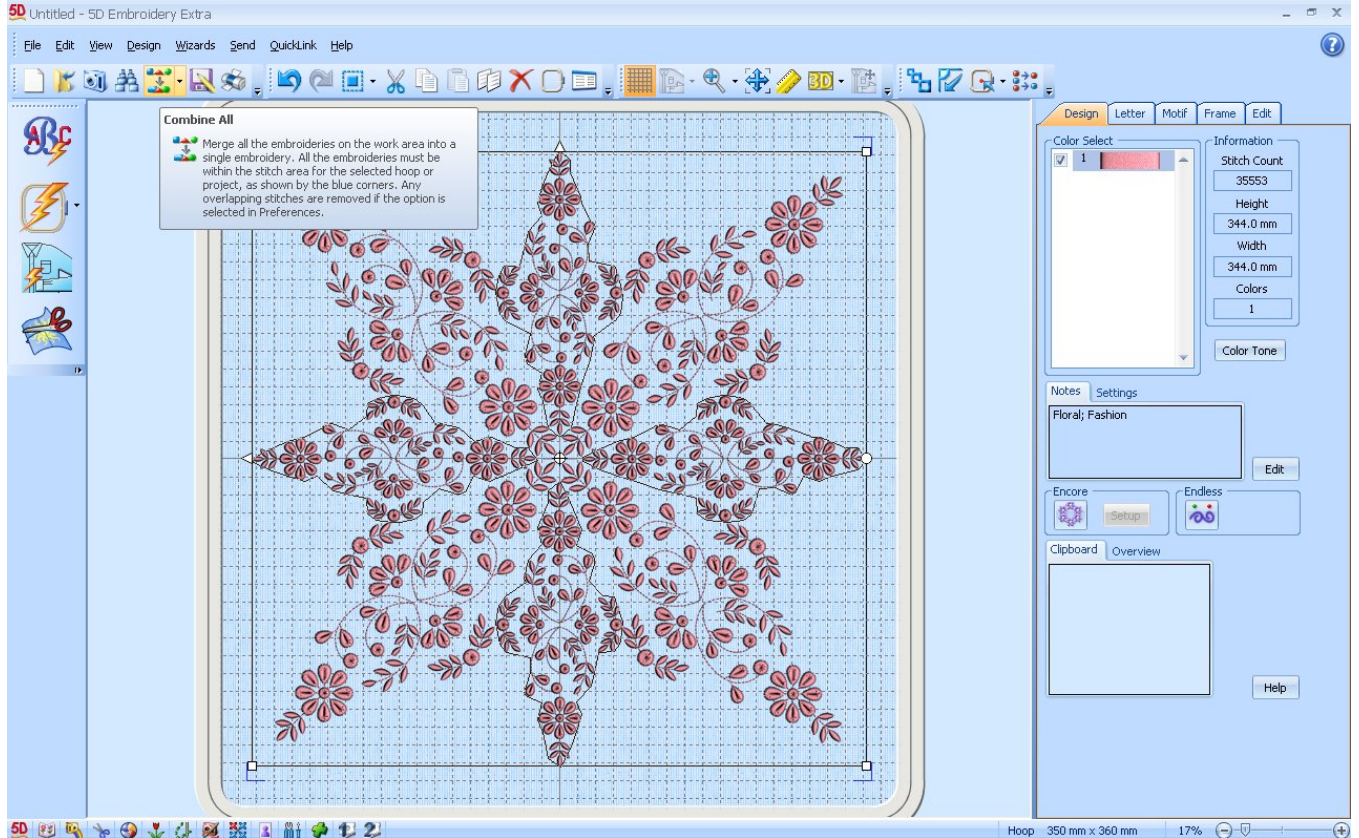 5D Untitled - 5D Embroidery Extra
File Edit View Design Wizards Send QuickLink Help
3D
Combine All
Merge all the embroideries on the work area into a
single embroidery. All the embroideries must be
within the stitch area for the selected hoop or
project, as shown by the blue corners. Any
overlapping stitches are removed if the option is
selected in Preferences.
ABC
Design Letter Motif Frame Edit
Color Select
1
Information
Stitch Count
35553
Height
344.0 mm
Width
344.0 mm
Colors
1
Color Tone
Notes Settings
Floral; Fashion
Edit
Encore
Setup
Endless
Clipboard Overview
Help
5D
Hoop 350 mm x 360 mm 17%